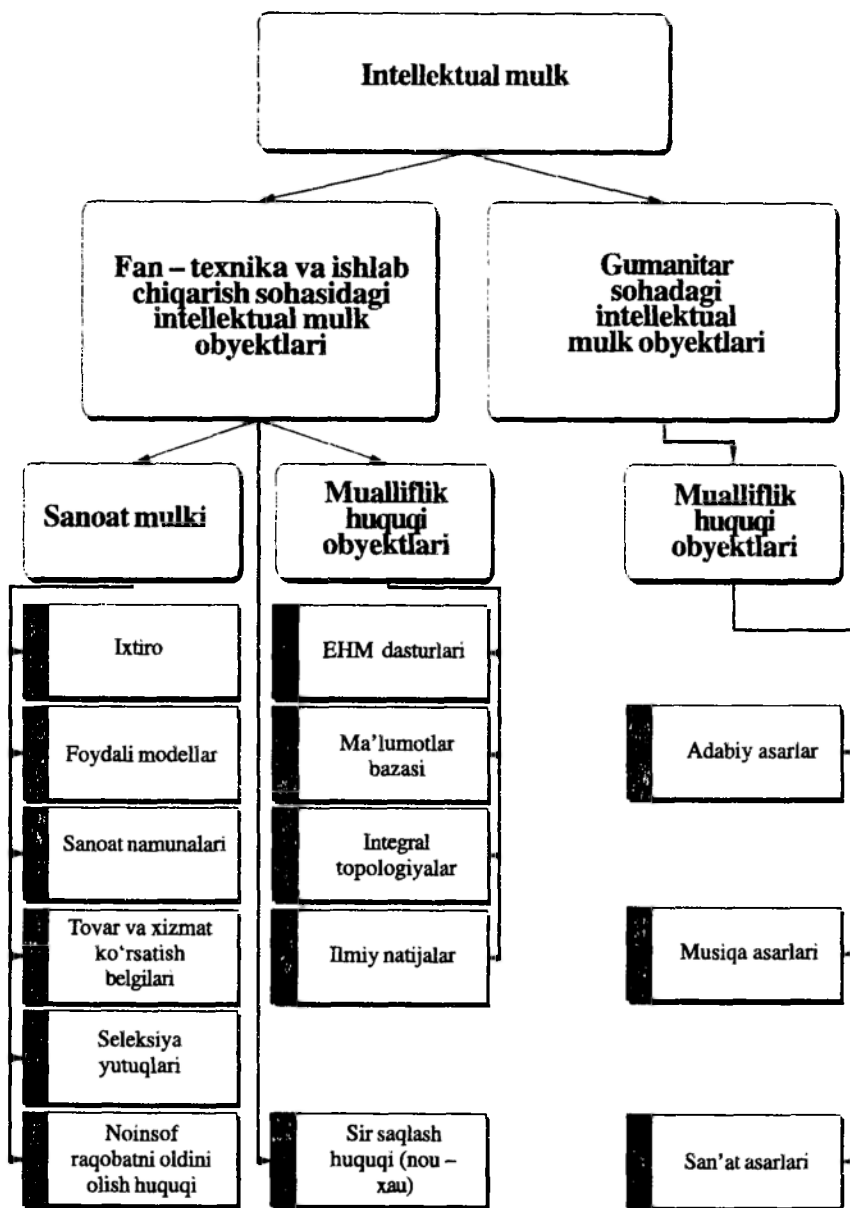 Intellektual mulk
Fan – texnika va ishlab
chiqarish sohasidagi
intellektual mulk
obyektlari
Gumanitar
sohadagi
intellektual
mulk obyektlari
Sanoat mulki
Mualliflik
huquqi
obyektlari
Mualliflik
huquqi
obyektlari
Ixtiro
Foydali modellar
Sanoat namunalari
Tovar va xizmat
ko‘rsatish
belgilari
Seleksiya
yutuqlari
Noinsof
raqobatni oldini
olish huquqi
EHM dasturlari
Ma’lumotlar
bazasi
Integral
topologiyalar
Ilmiy natijalar
Sir saqlash
huquqi (nou –
xau)
Adabiy asarlar
Musiqa asarlari
San’at asarlari